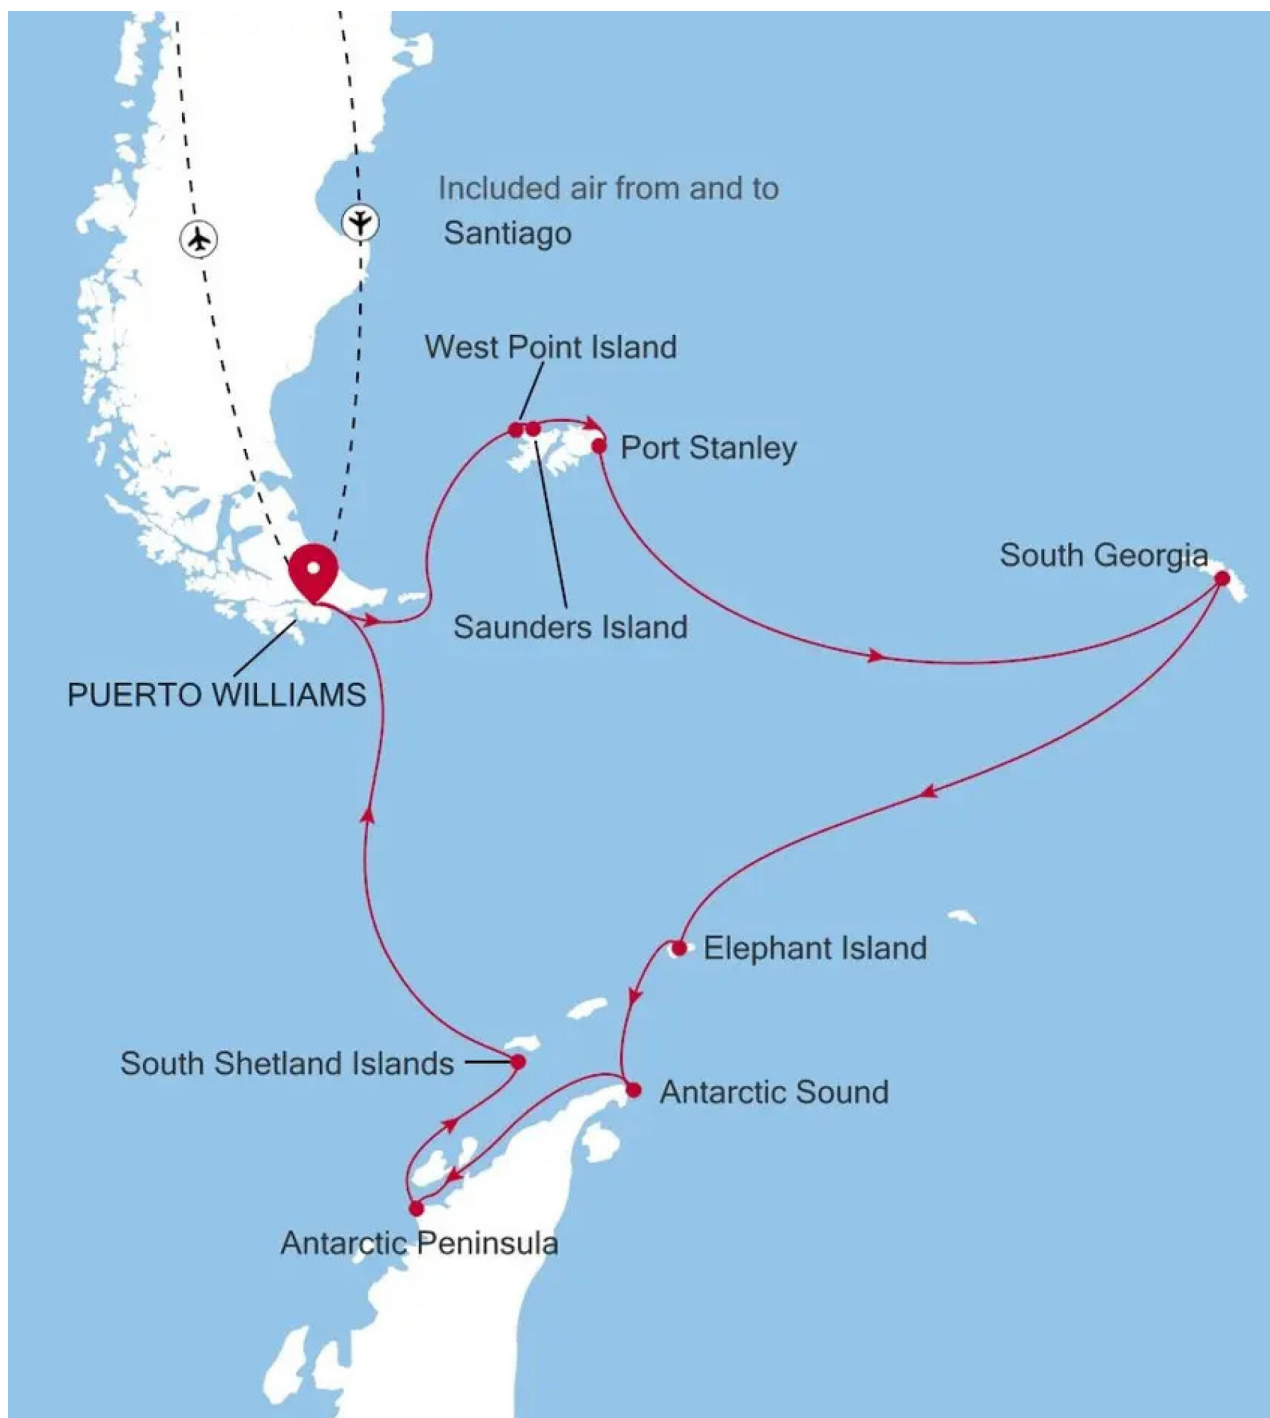 Included air from and to
Santiago
West Point Island
Port Stanley
South Georgia
Saunders Island
PUERTO WILLIAMS
Elephant Island
South Shetland Islands
Antarctic Sound
Antarctic Peninsula